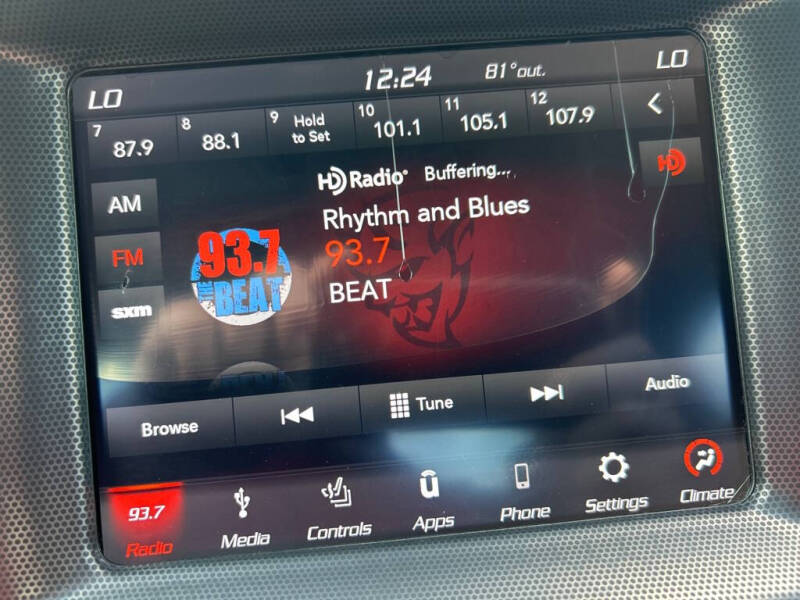 LO 12:24 81°out. LO
7 87.9 8 88.1 9 Hold to Set 10 101.1 11 105.1 12 107.9
HD Radio® Buffering...
HD
AM
Rhythm and Blues
FM
93.7
93.7
THE BEAT
BEAT
sxm
Browse Tune Audio
93.7
Radio Media Controls Apps Phone Settings Climate